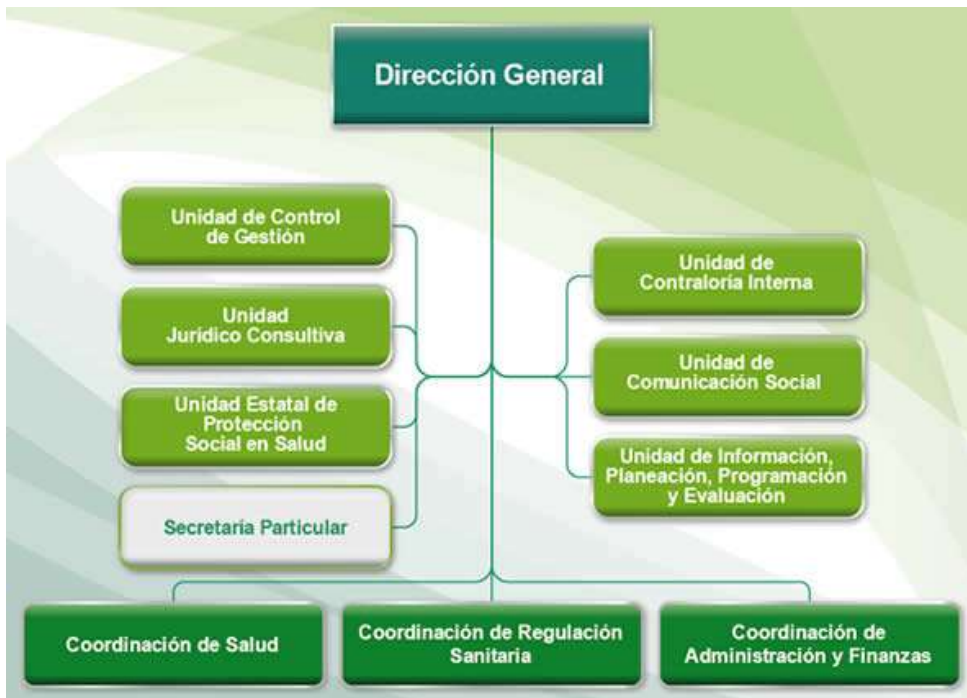 Dirección General
Unidad de Control
de Gestión
Unidad
Jurídico Consultiva
Unidad Estatal de
Protección
Social en Salud
Secretaría Particular
Unidad de
Contraloría Interna
Unidad de
Comunicación Social
Unidad de Información,
Planeación, Programación
y Evaluación
Coordinación de Salud
Coordinación de Regulación
Sanitaria
Coordinación de
Administración y Finanzas